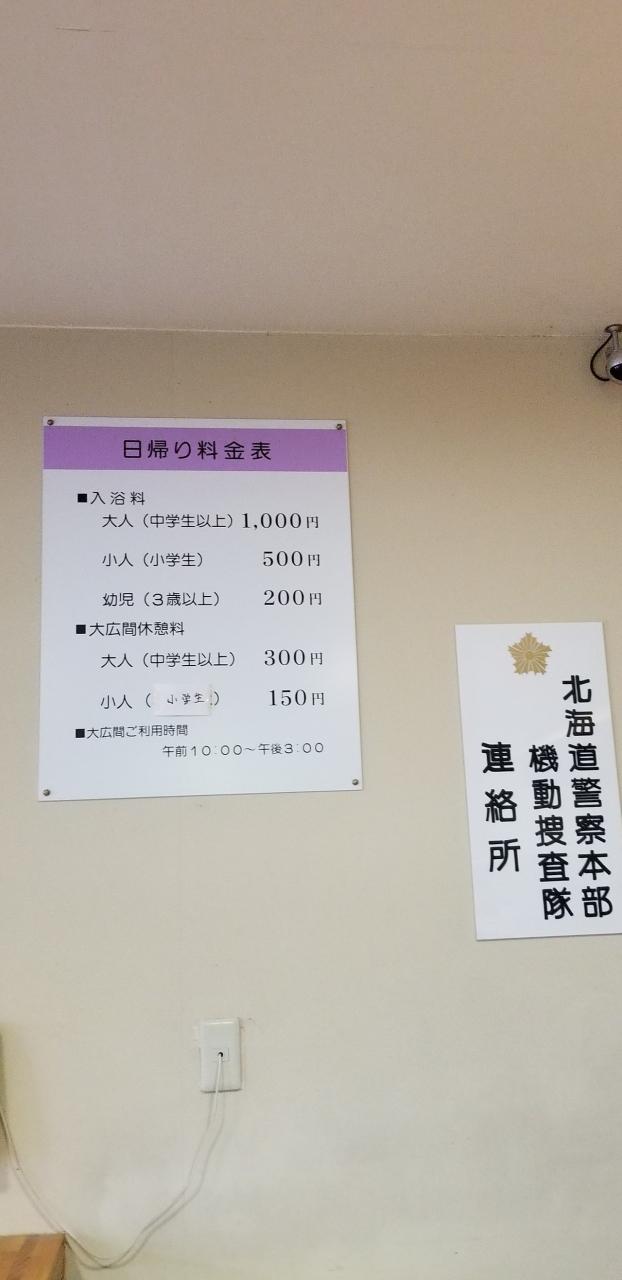 日帰り料金表
■入浴料
大人（中学生以上）1,000円
小人（小学生） 500円
幼児（3歳以上） 200円
■大広間休憩料
大人（中学生以上） 300円
小人（小学生） 150円
■大広間ご利用時間
午前10:00～午後3:00
北海道警察本部
機動捜査隊
連絡所